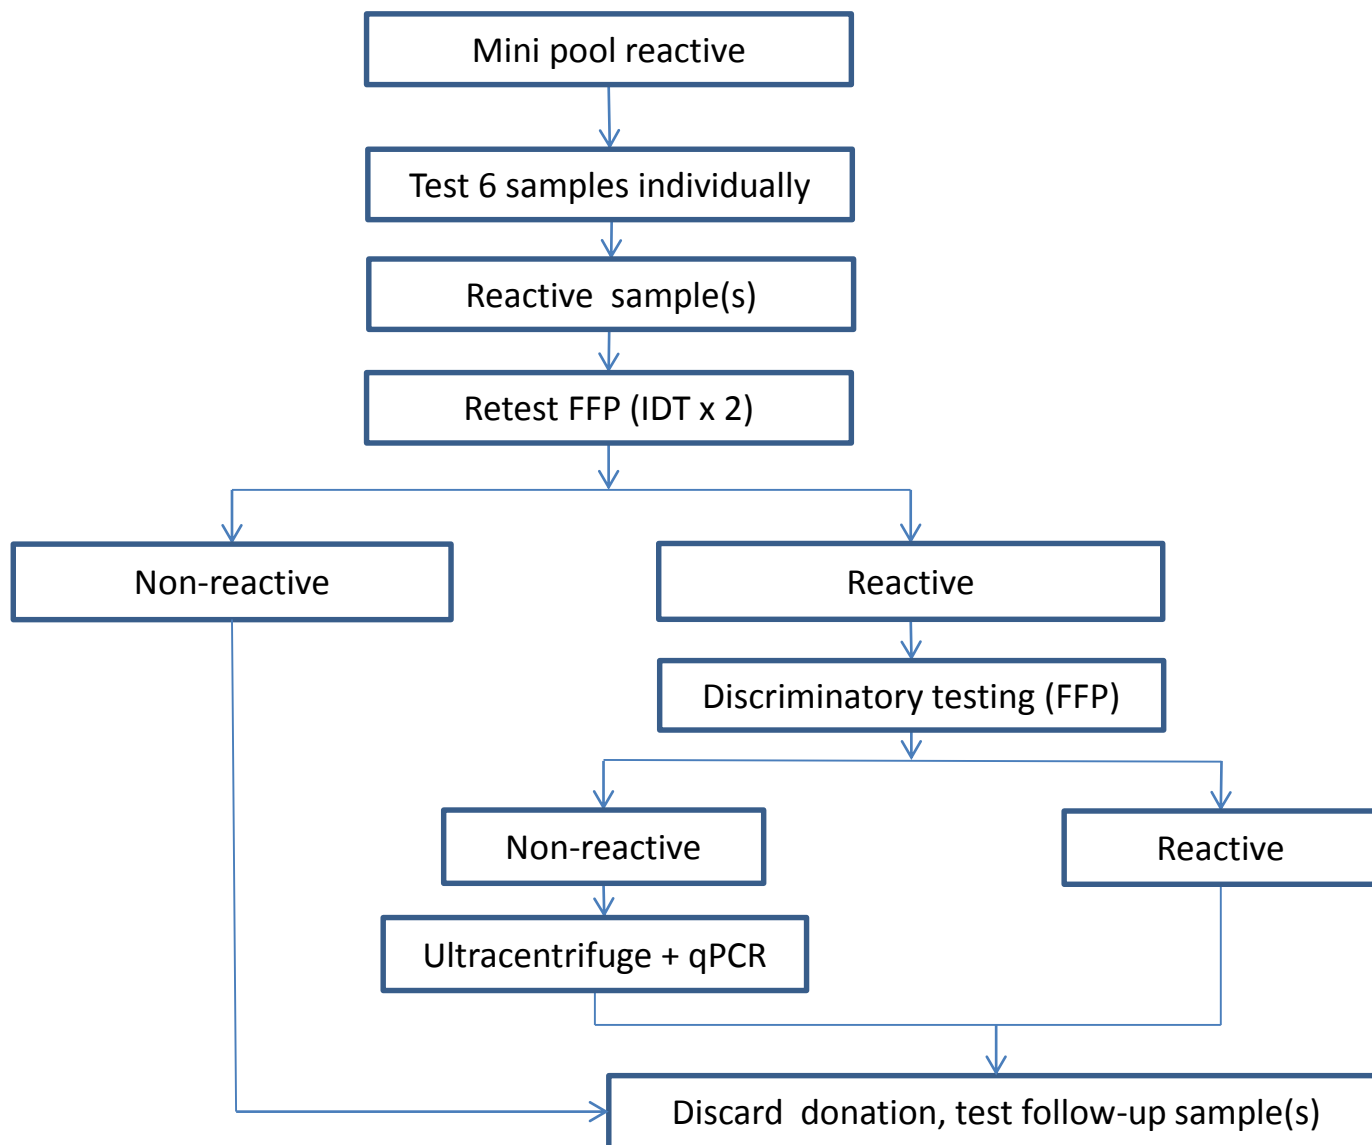 Mini pool reactive
Test 6 samples individually
Reactive sample(s)
Retest FFP (IDT x 2)
Non-reactive
Reactive
Discriminatory testing (FFP)
Non-reactive
Reactive
Ultracentrifuge + qPCR
Discard donation, test follow-up sample(s)